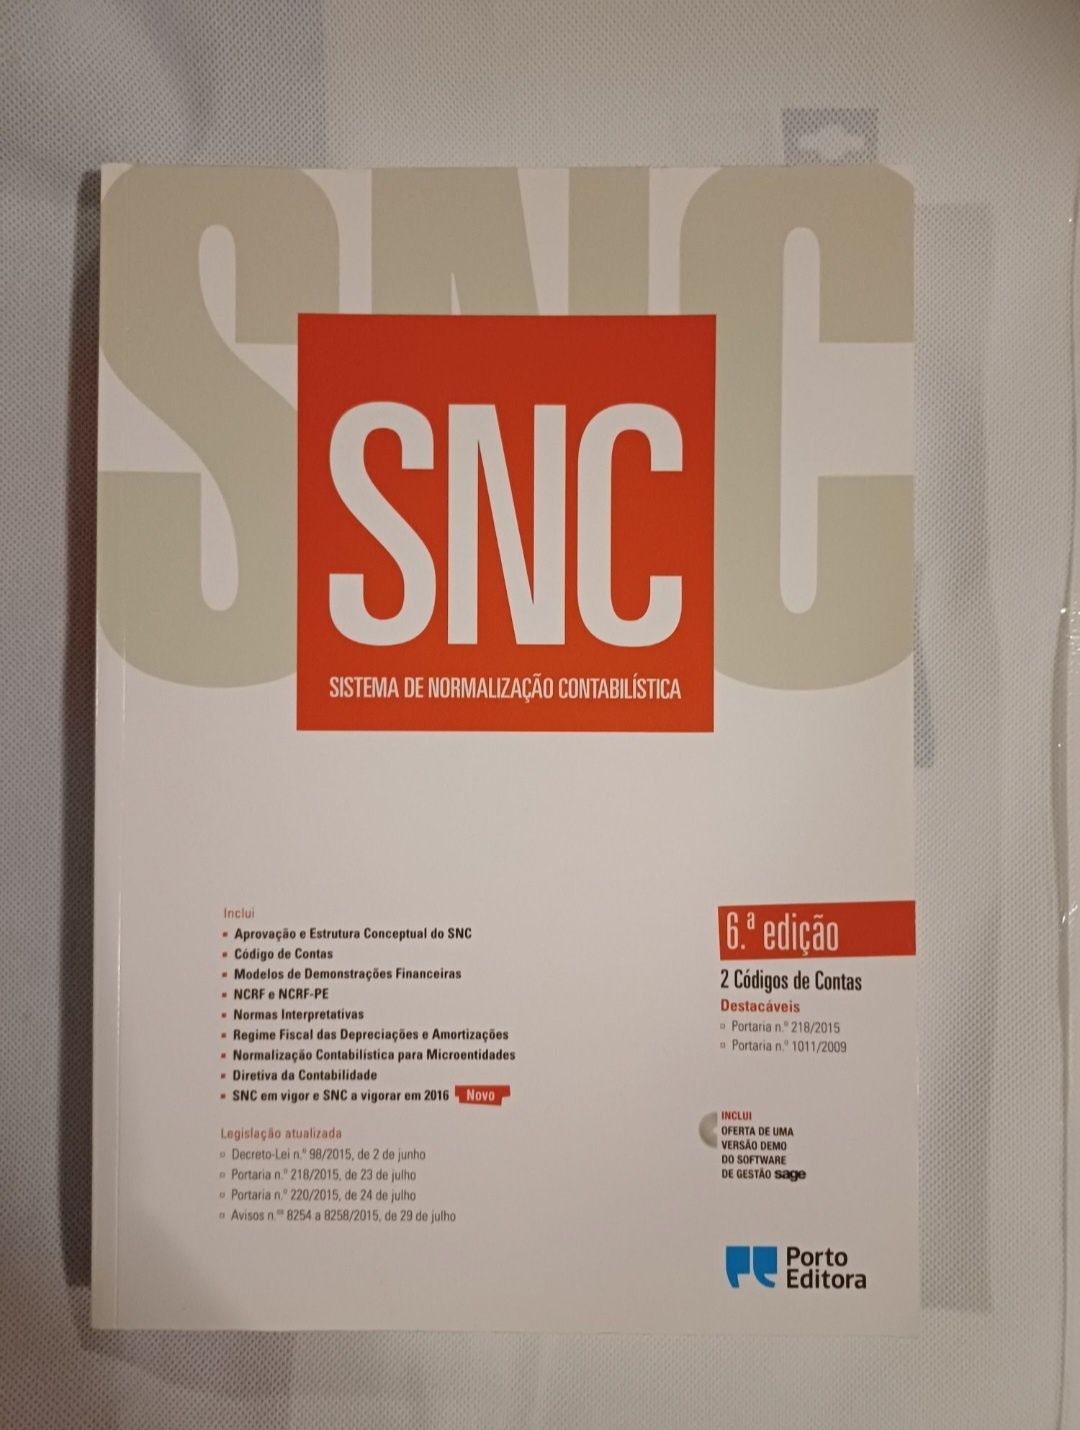 SNC
SNC
SISTEMA DE NORMALIZAÇÃO CONTABILÍSTICA
Inclui
Aprovação e Estrutura Conceptual do SNC
Código de Contas
Modelos de Demonstrações Financeiras
NCRF e NCRF-PE
Normas Interpretativas
Regime Fiscal das Depreciações e Amortizações
Normalização Contabilística para Microentidades
Diretiva da Contabilidade
SNC em vigor e SNC a vigorar em 2016 Novo
Legislação atualizada
Decreto-Lei n.º 98/2015, de 2 de junho
Portaria n.º 218/2015, de 23 de julho
Portaria n.º 220/2015, de 24 de julho
Avisos n.ºs 8254 a 8258/2015, de 29 de julho
6.ª edição
2 Códigos de Contas
Destacáveis
Portaria n.º 218/2015
Portaria n.º 1011/2009
INCLUI
OFERTA DE UMA
VERSÃO DEMO
DO SOFTWARE
DE GESTÃO sage
Porto
Editora